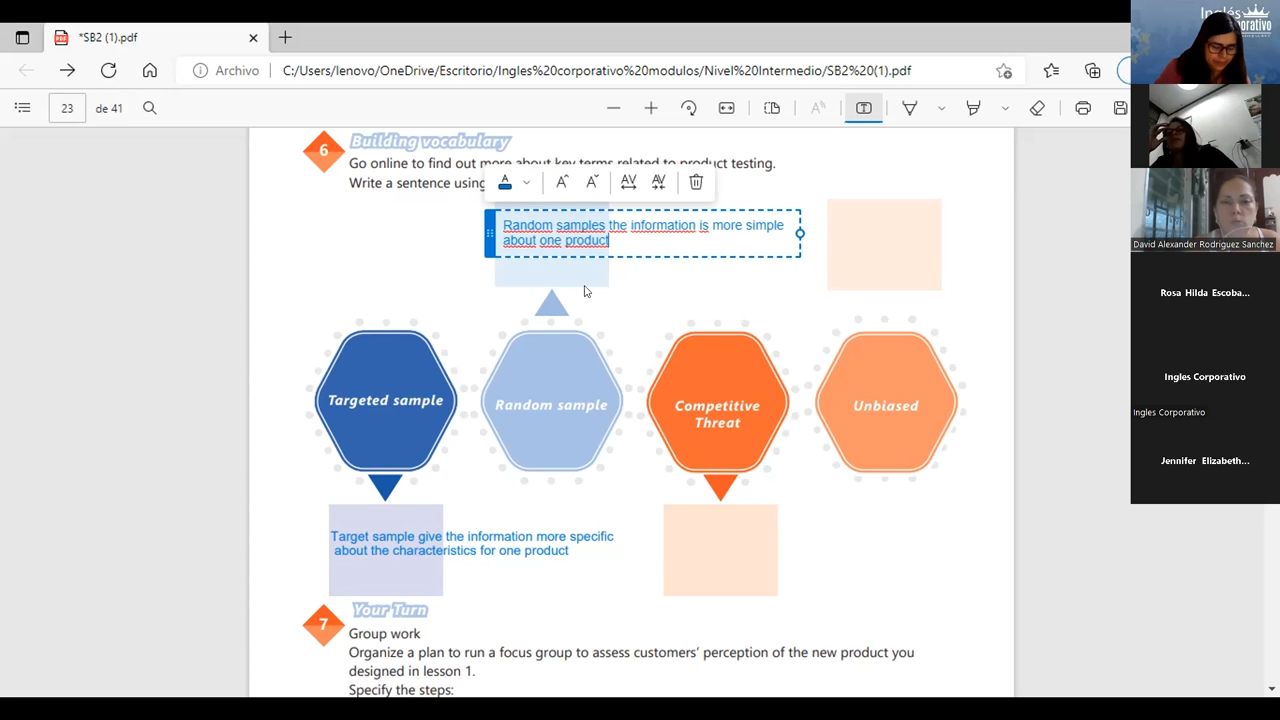 *SB2 (1).pdf
Archivo
C:/Users/lenovo/OneDrive/Escritorio/Ingles%20corporativo%20modulos/Nivel%20Intermedio/SB2%20(1).pdf
23
de 41
6
Building vocabulary
Go online to find out more about key terms related to product testing.
Write a sentence using
Random samples the information is more simple
about one product
Targeted sample
Random sample
Competitive
Threat
Unbiased
Target sample give the information more specific
about the characteristics for one product
7
Your Turn
Group work
Organize a plan to run a focus group to assess customers' perception of the new product you
designed in lesson 1.
Specify the steps:
David Alexander Rodriguez Sanchez
Rosa Hilda Escoba...
Ingles Corporativo
Ingles Corporativo
Jennifer Elizabeth...